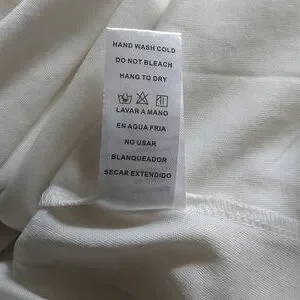 HAND WASH COLD
DO NOT BLEACH
HANG TO DRY
LAVAR A MANO
EN AGUA FRIA
NO USAR
BLANQUEADOR
SECAR EXTENDIDO